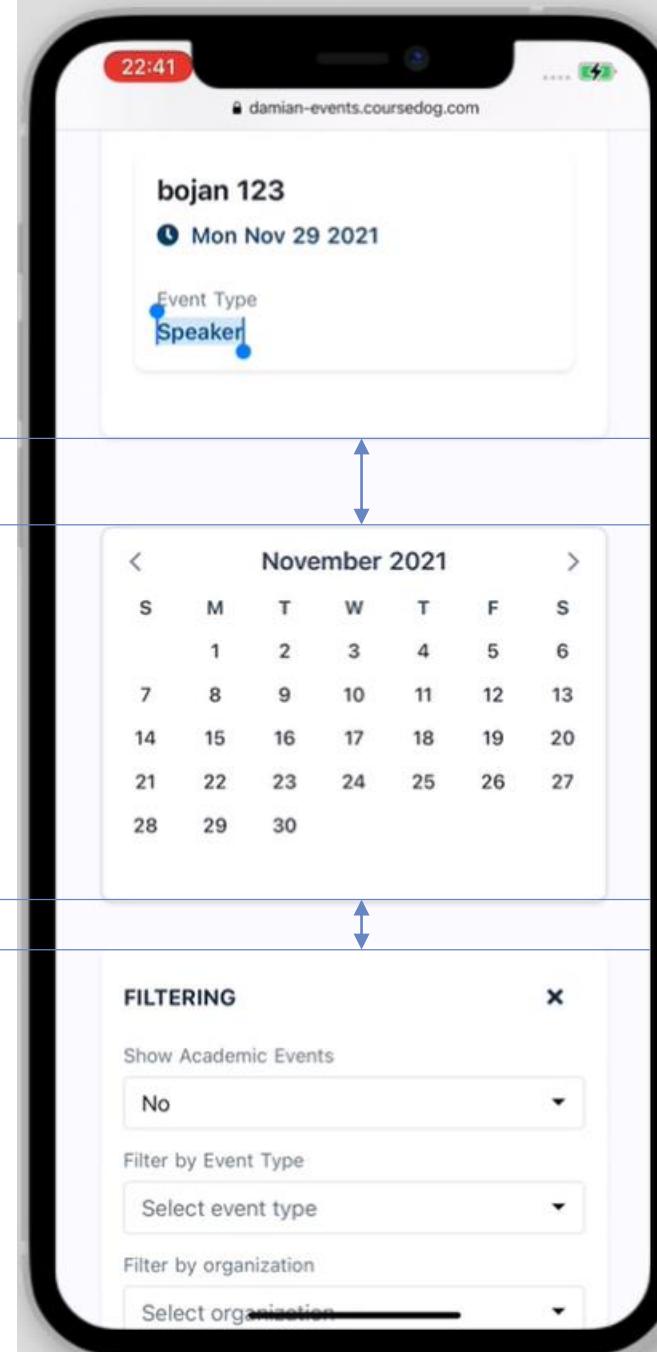 22:41
damian-events.coursedog.com
bojan 123
Mon Nov 29 2021
Event Type
Speaker
November 2021
S M T W T F S
1 2 3 4 5 6
7 8 9 10 11 12 13
14 15 16 17 18 19 20
21 22 23 24 25 26 27
28 29 30
FILTERING
Show Academic Events
No
Filter by Event Type
Select event type
Filter by organization
Select organization